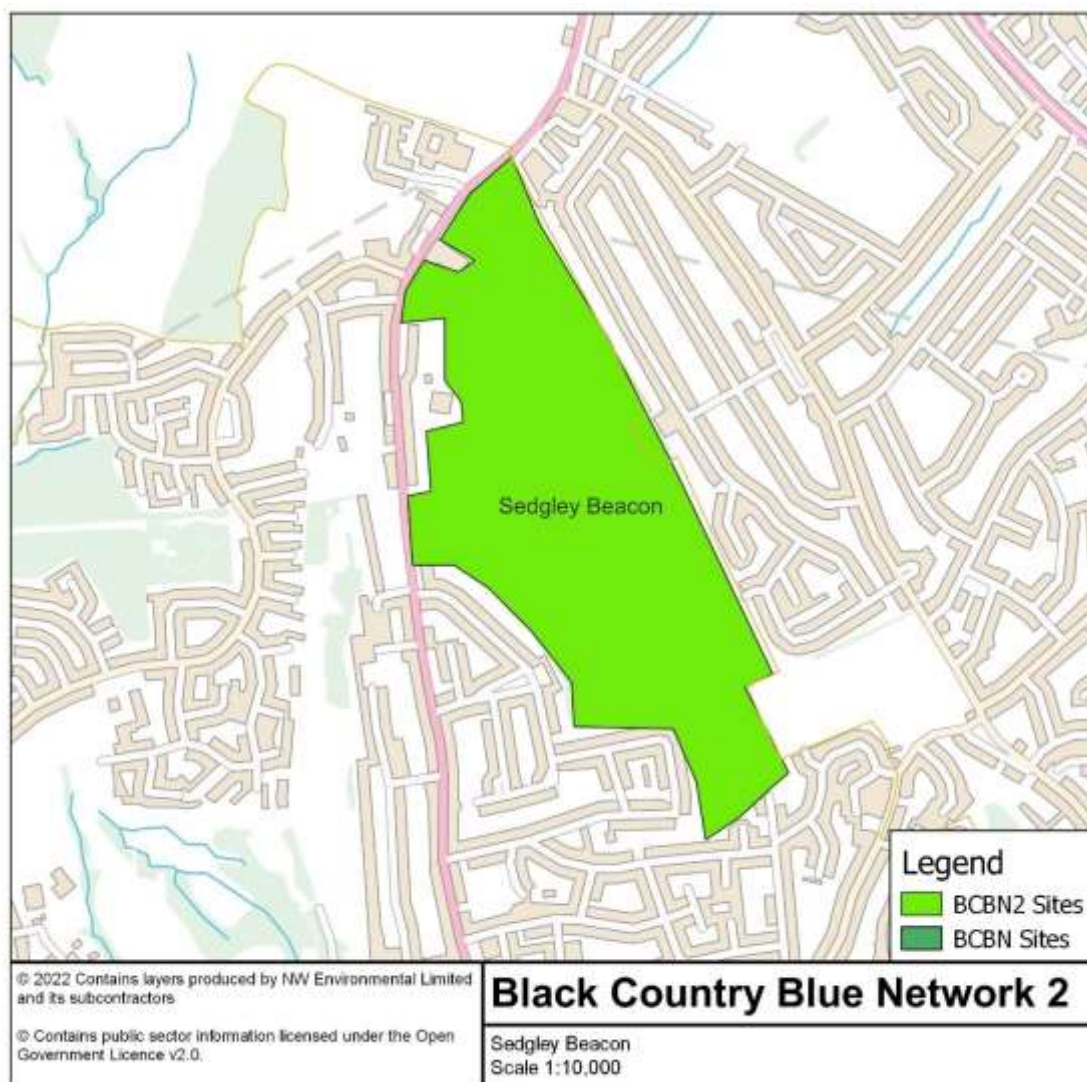 Sedgley Beacon
Legend
BCBN2 Sites
BCBN Sites
© 2022 Contains layers produced by NW Environmental Limited
and its subcontractors
© Contains public sector information licensed under the Open
Government Licence v2.0.
Black Country Blue Network 2
Sedgley Beacon
Scale 1:10,000